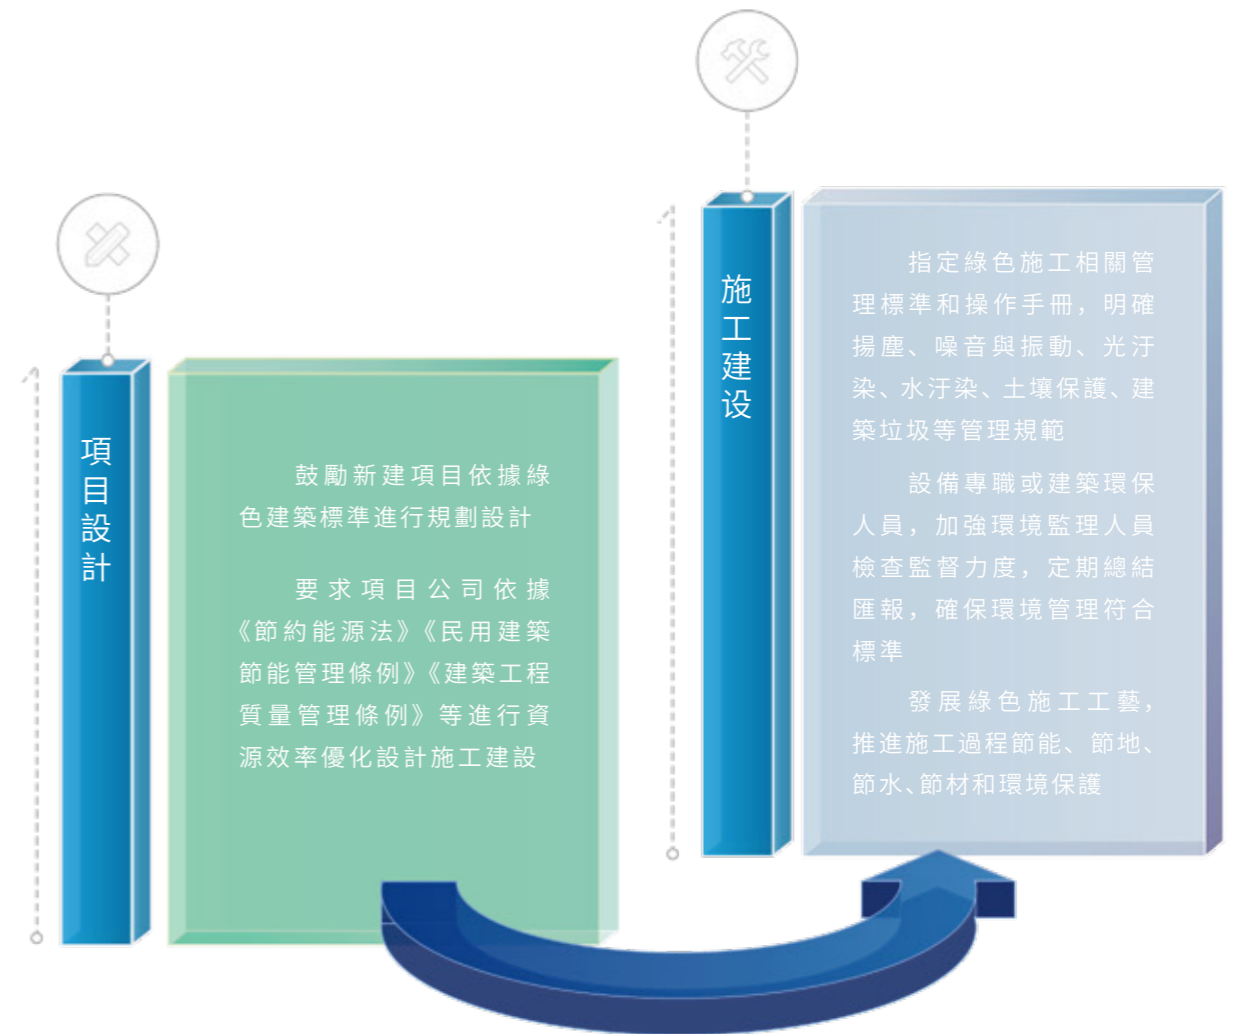 項目設計
鼓勵新建項目依據綠
色建築標準進行規劃設計
要求項目公司依據
《節約能源法》《民用建築
節能管理條例》《建築工程
質量管理條例》等進行資
源效率優化設計施工建設
施工建设
指定綠色施工相關管
理標準和操作手冊，明確
揚塵、噪音與振動、光汙
染、水汙染、土壤保護、建
築垃圾等管理規範
設備專職或建築環保
人員，加強環境監理人員
檢查監督力度，定期總結
匯報，確保環境管理符合
標準
發展綠色施工工藝，
推進施工過程節能、節地、
節水、節材和環境保護